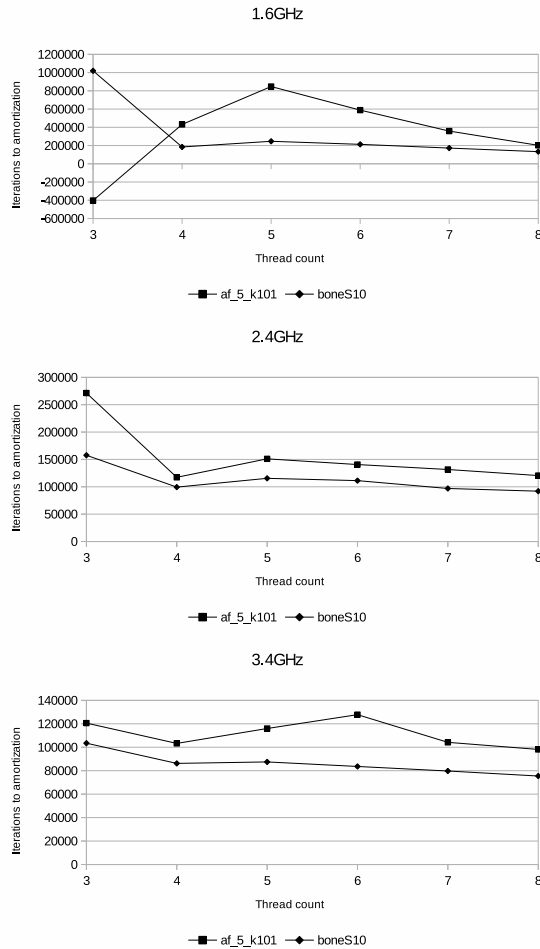 1.6GHz
1200000
1000000
800000
600000
400000
200000
0
-200000
-400000
-600000
3 4 5 6 7 8
Iterations to amortization
Thread count
af_5_k101 boneS10
2.4GHz
300000
250000
200000
150000
100000
50000
0
3 4 5 6 7 8
Iterations to amortization
Thread count
af_5_k101 boneS10
3.4GHz
140000
120000
100000
80000
60000
40000
20000
0
3 4 5 6 7 8
Iterations to amortization
Thread count
af_5_k101 boneS10